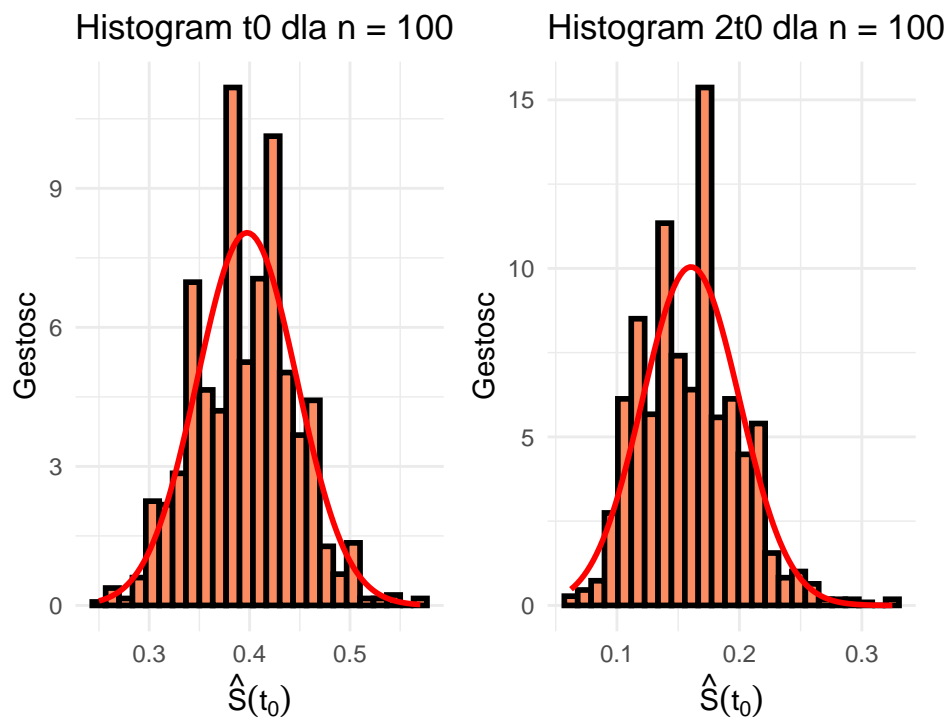 Histogram t0 dla n = 100
Gestosc
9
6
3
0
0.3 0.4 0.5
Ŝ(t₀)
Histogram 2t0 dla n = 100
Gestosc
15
10
5
0
0.1 0.2 0.3
Ŝ(t₀)